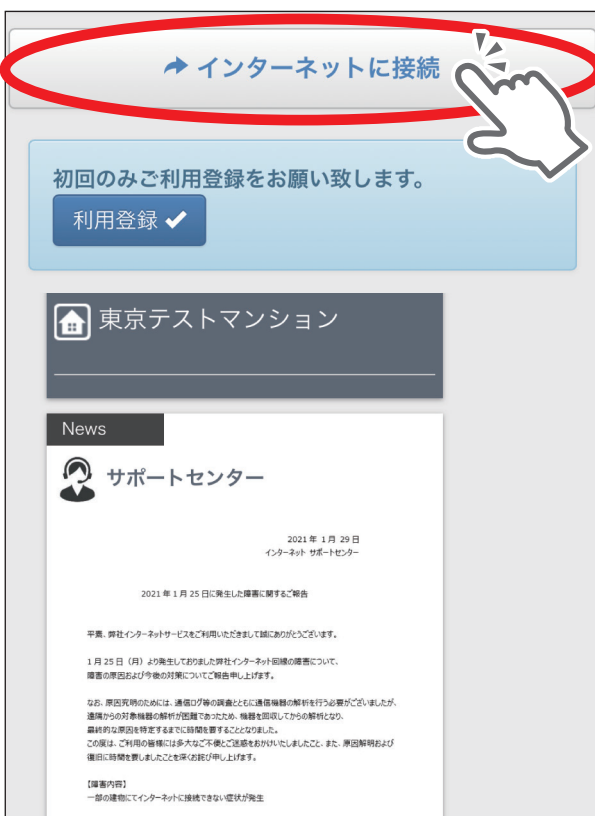 インターネットに接続
初回のみご利用登録をお願い致します。
利用登録
東京テストマンション
News
サポートセンター
2021 年 1 月 29 日
インターネット サポートセンター
2021 年 1 月 25 日に発生した障害に関するご報告
平素、弊社インターネットサービスをご利用いただきまして誠にありがとうございます。
1 月 25 日（月）より発生しておりました弊社インターネット回線の障害について、
障害の原因および今後の対策についてご報告申し上げます。
なお、原因究明のためには、通信ログ等の調査とともに通信機器の解析を行う必要がございましたが、
遠隔からの対象機器の解析が困難であったため、機器を回収してからの解析となり、
最終的な原因を特定するまでに時間を要することとなりました。
この度は、ご利用の皆様には多大なご不便とご迷惑をおかけいたしましたこと、また、原因解明および
復旧に時間を要しましたことを深くお詫び申し上げます。
【障害内容】
一部の建物にてインターネットに接続できない症状が発生